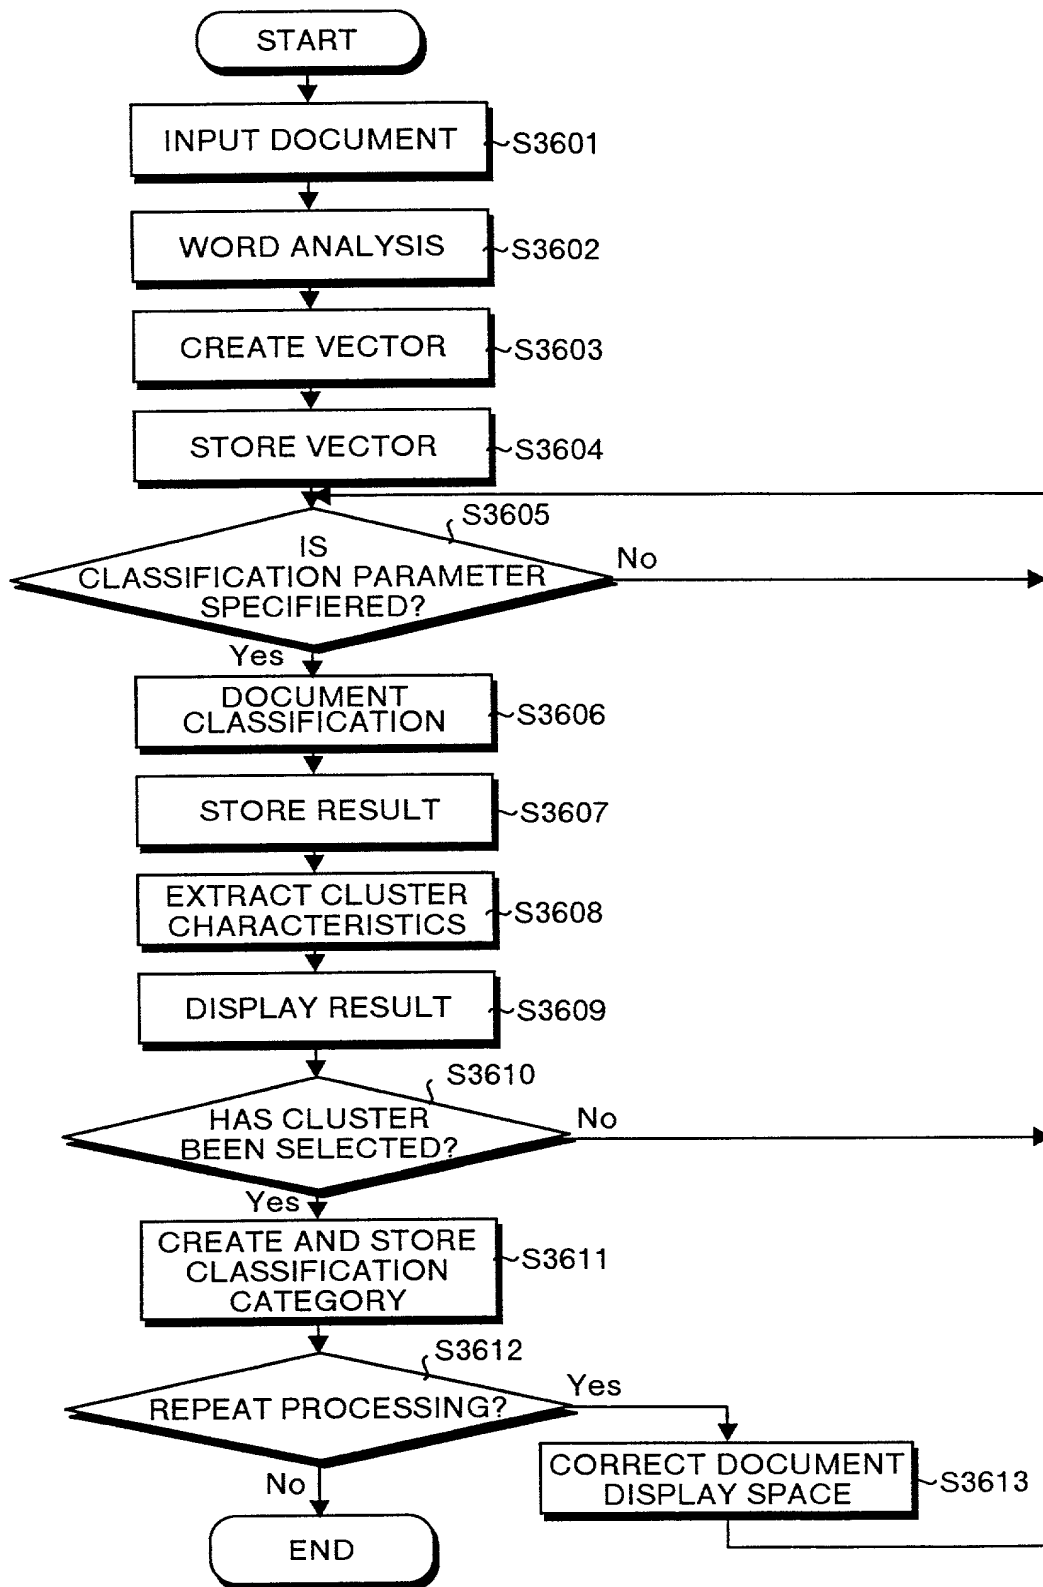 START
INPUT DOCUMENT
S3601
WORD ANALYSIS
S3602
CREATE VECTOR
S3603
STORE VECTOR
S3604
S3605
IS
CLASSIFICATION PARAMETER
SPECIFIERED?
No
Yes
DOCUMENT
CLASSIFICATION
S3606
STORE RESULT
S3607
EXTRACT CLUSTER
CHARACTERISTICS
S3608
DISPLAY RESULT
S3609
S3610
HAS CLUSTER
BEEN SELECTED?
No
Yes
CREATE AND STORE
CLASSIFICATION
CATEGORY
S3611
S3612
REPEAT PROCESSING?
Yes
No
CORRECT DOCUMENT
DISPLAY SPACE
S3613
END